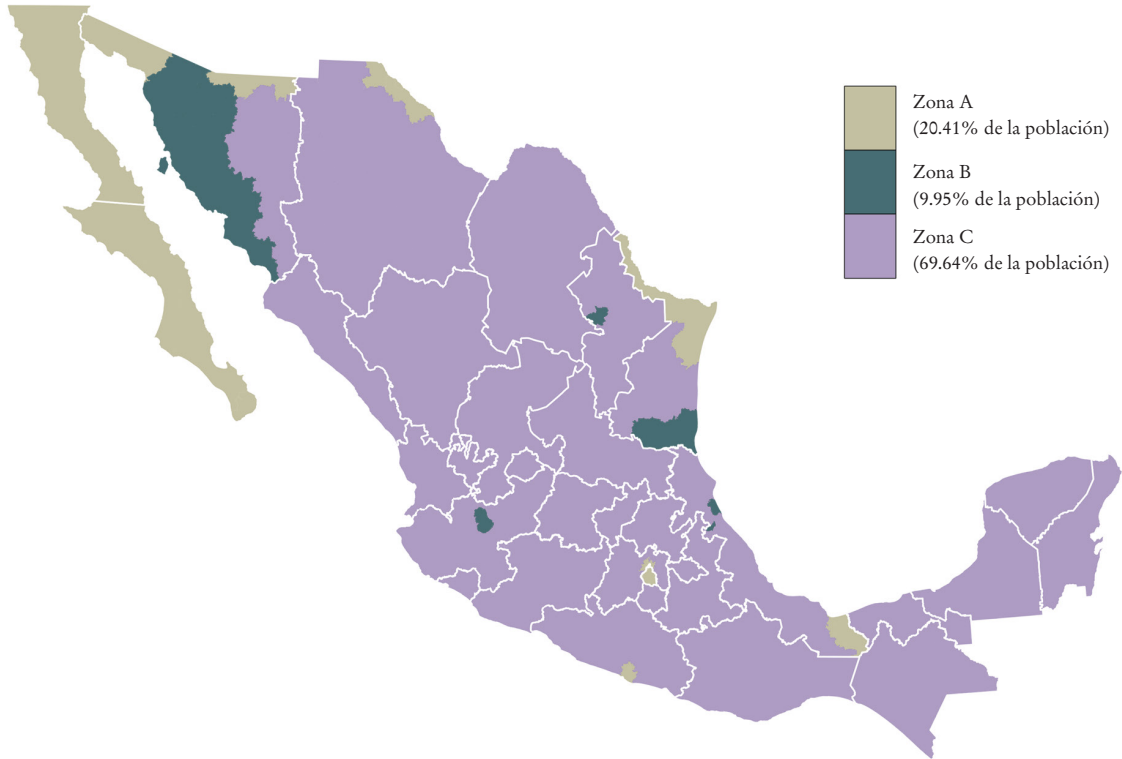 Zona A
(20.41% de la población)
Zona B
(9.95% de la población)
Zona C
(69.64% de la población)